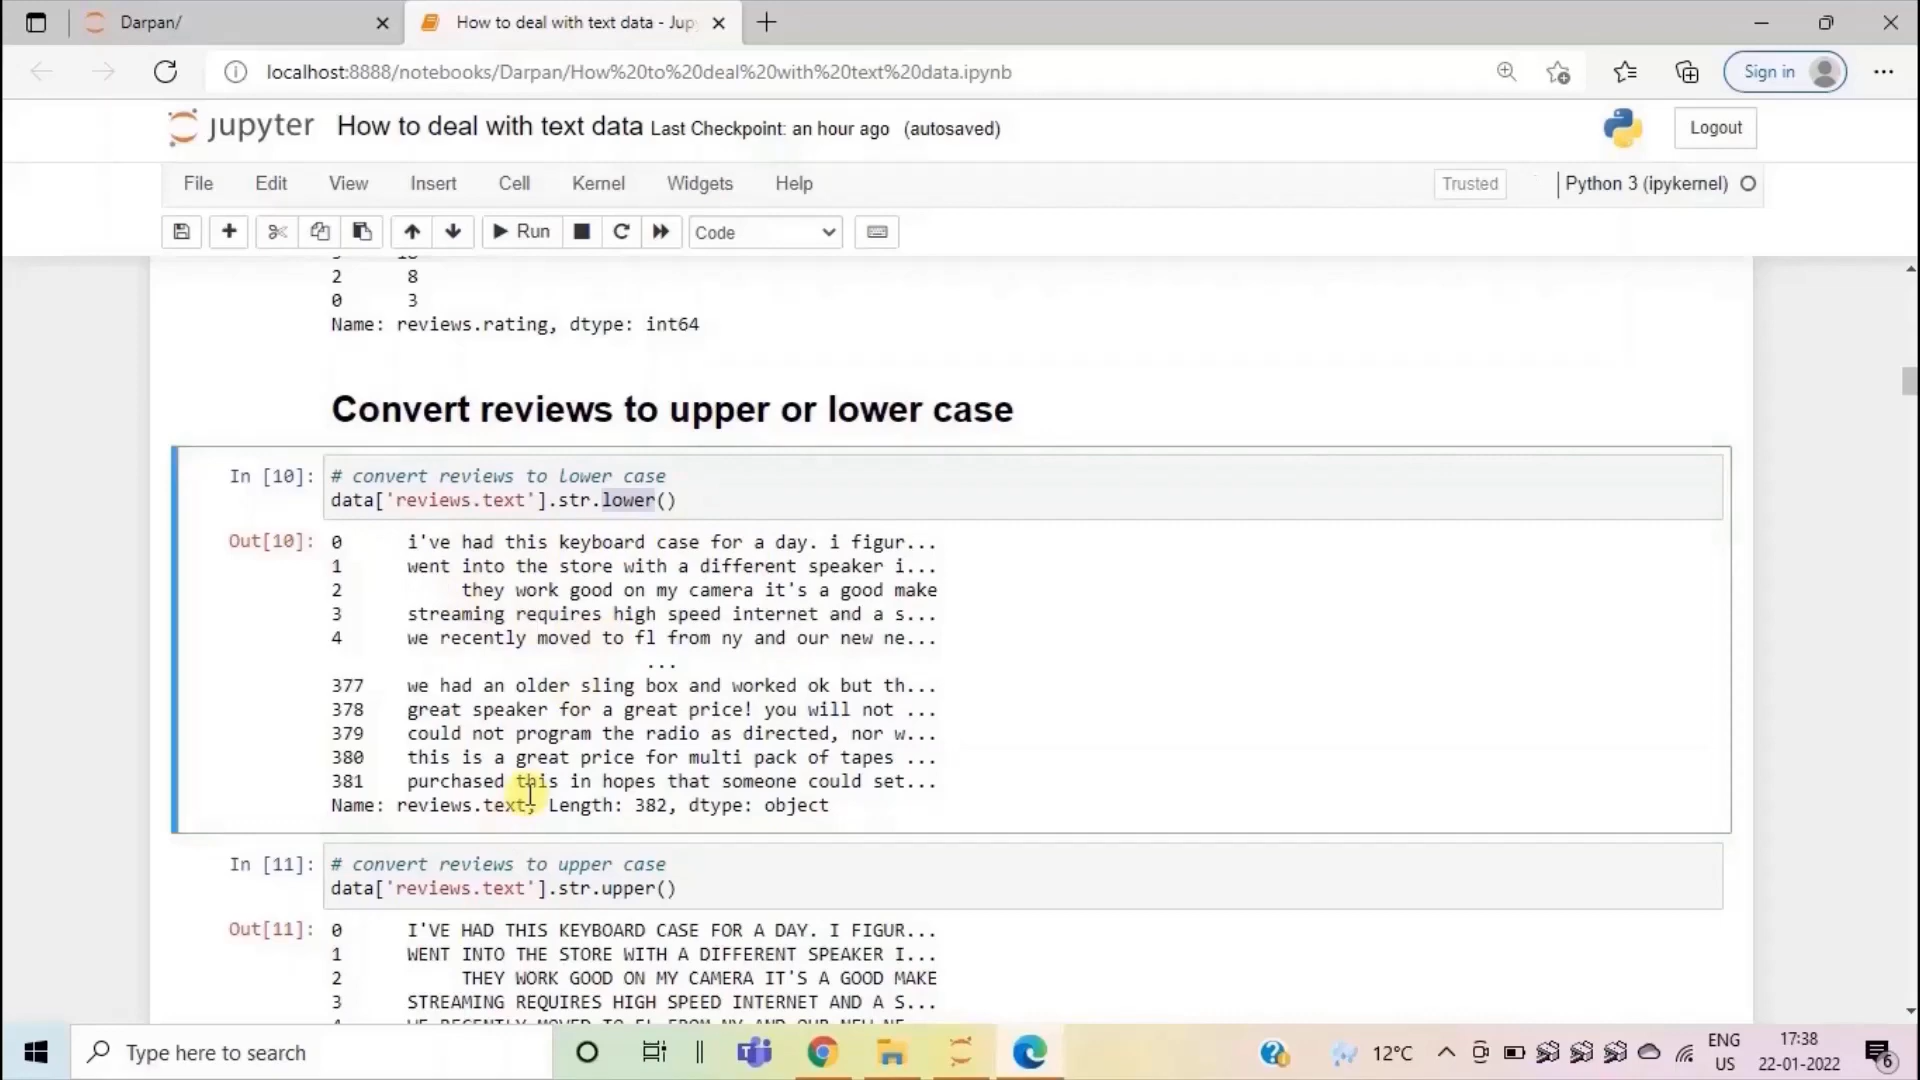 Darpan/
How to deal with text data - Jup
localhost:8888/notebooks/Darpan/How%20to%20deal%20with%20text%20data.ipynb
Sign in
jupyter How to deal with text data Last Checkpoint: an hour ago (autosaved)
Logout
File Edit View Insert Cell Kernel Widgets Help
Trusted
Python 3 (ipykernel)
Run
Code
2 8
0 3
Name: reviews.rating, dtype: int64
Convert reviews to upper or lower case
In [10]: # convert reviews to lower case
data['reviews.text'].str.lower()
Out[10]: 0 i've had this keyboard case for a day. i figur...
1 went into the store with a different speaker i...
2 they work good on my camera it's a good make
3 streaming requires high speed internet and a s...
4 we recently moved to fl from ny and our new ne...
...
377 we had an older sling box and worked ok but th...
378 great speaker for a great price! you will not ...
379 could not program the radio as directed, nor w...
380 this is a great price for multi pack of tapes ...
381 purchased this in hopes that someone could set...
Name: reviews.text, Length: 382, dtype: object
In [11]: # convert reviews to upper case
data['reviews.text'].str.upper()
Out[11]: 0 I'VE HAD THIS KEYBOARD CASE FOR A DAY. I FIGUR...
1 WENT INTO THE STORE WITH A DIFFERENT SPEAKER I...
2 THEY WORK GOOD ON MY CAMERA IT'S A GOOD MAKE
3 STREAMING REQUIRES HIGH SPEED INTERNET AND A S...
Type here to search
12°C
ENG
US
17:38
22-01-2022
6